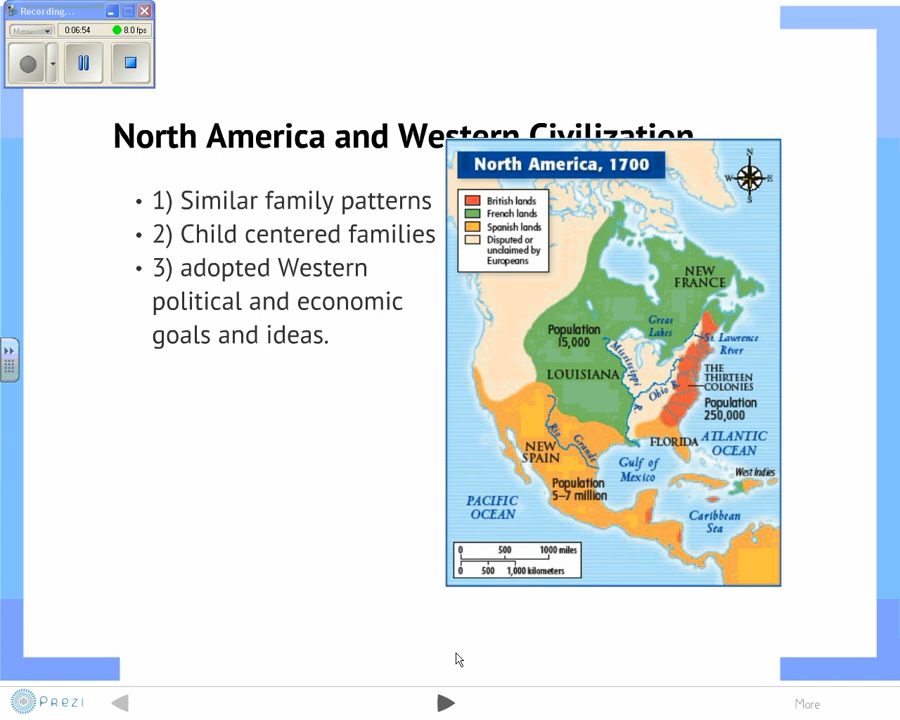 Recording...
0:06:54
8.0 fps
North America and Western Civilization
• 1) Similar family patterns
• 2) Child centered families
• 3) adopted Western
political and economic
goals and ideas.
North America, 1700
N
W
E
S
British lands
French lands
Spanish lands
Disputed or
unclaimed by
Europeans
NEW
FRANCE
Great
Lakes
Population
15,000
St. Lawrence
River
Mississippi
R.
LOUISIANA
THE
THIRTEEN
COLONIES
Ohio R.
Population
250,000
FLORIDA
ATLANTIC
OCEAN
Rio Grande
NEW
SPAIN
Gulf of
Mexico
West Indies
Population
5–7 million
PACIFIC
OCEAN
Caribbean
Sea
0 500 1000 miles
0 500 1,000 kilometers
PREZI
More